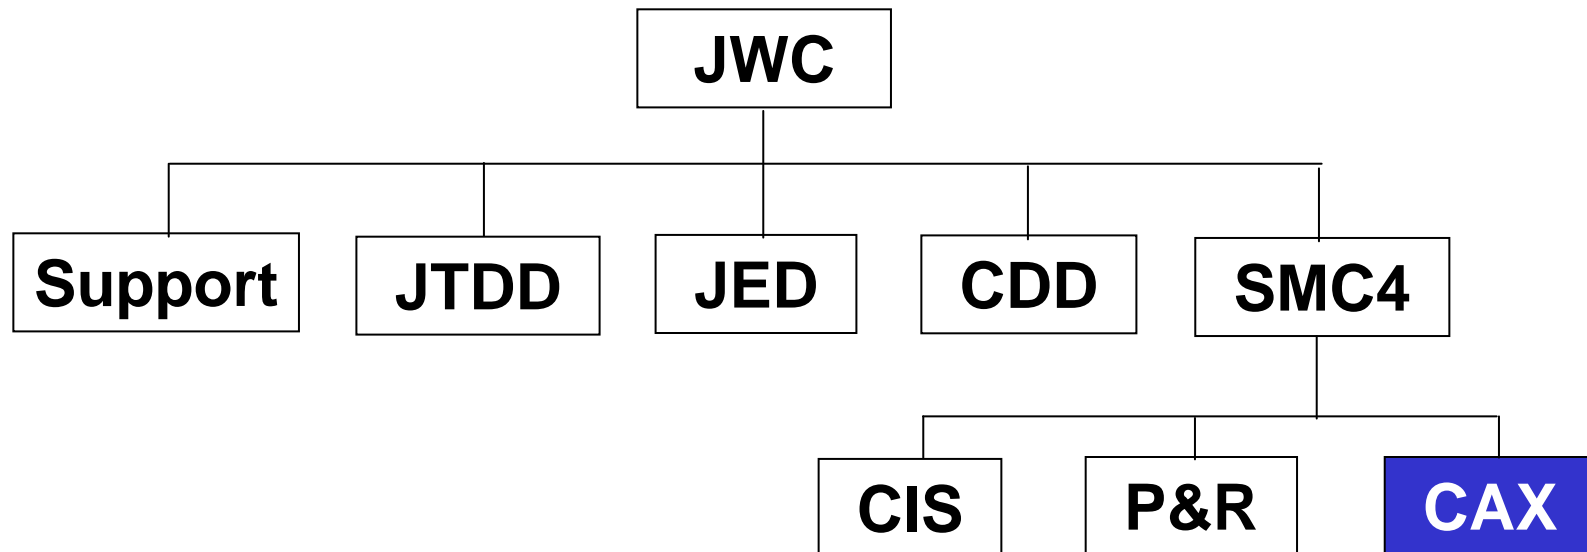 JWC
Support
JTDD
JED
CDD
SMC4
CIS
P&R
CAX